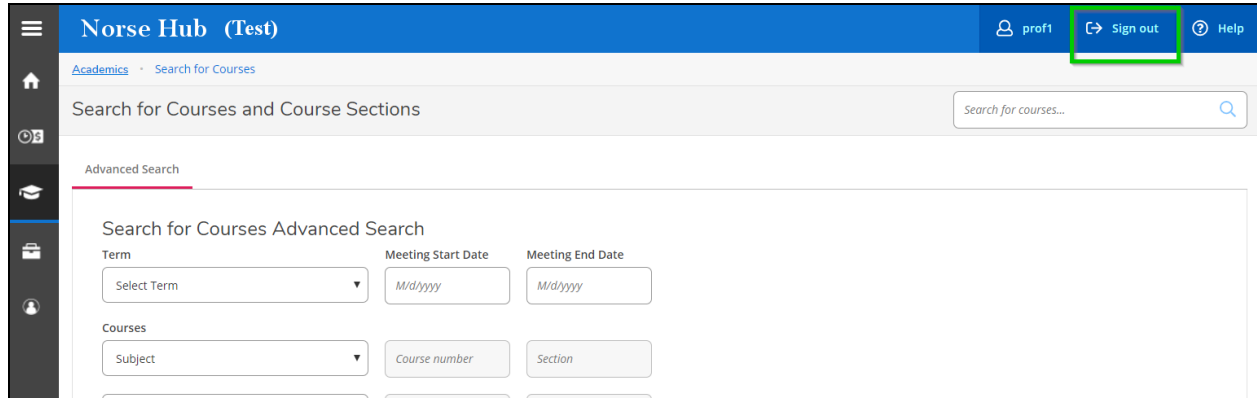 Norse Hub (Test)
prof1
Sign out
Help
Academics · Search for Courses
Search for Courses and Course Sections
Search for courses...
Advanced Search
Search for Courses Advanced Search
Term Meeting Start Date Meeting End Date
Select Term M/d/yyyy M/d/yyyy
Courses
Subject Course number Section